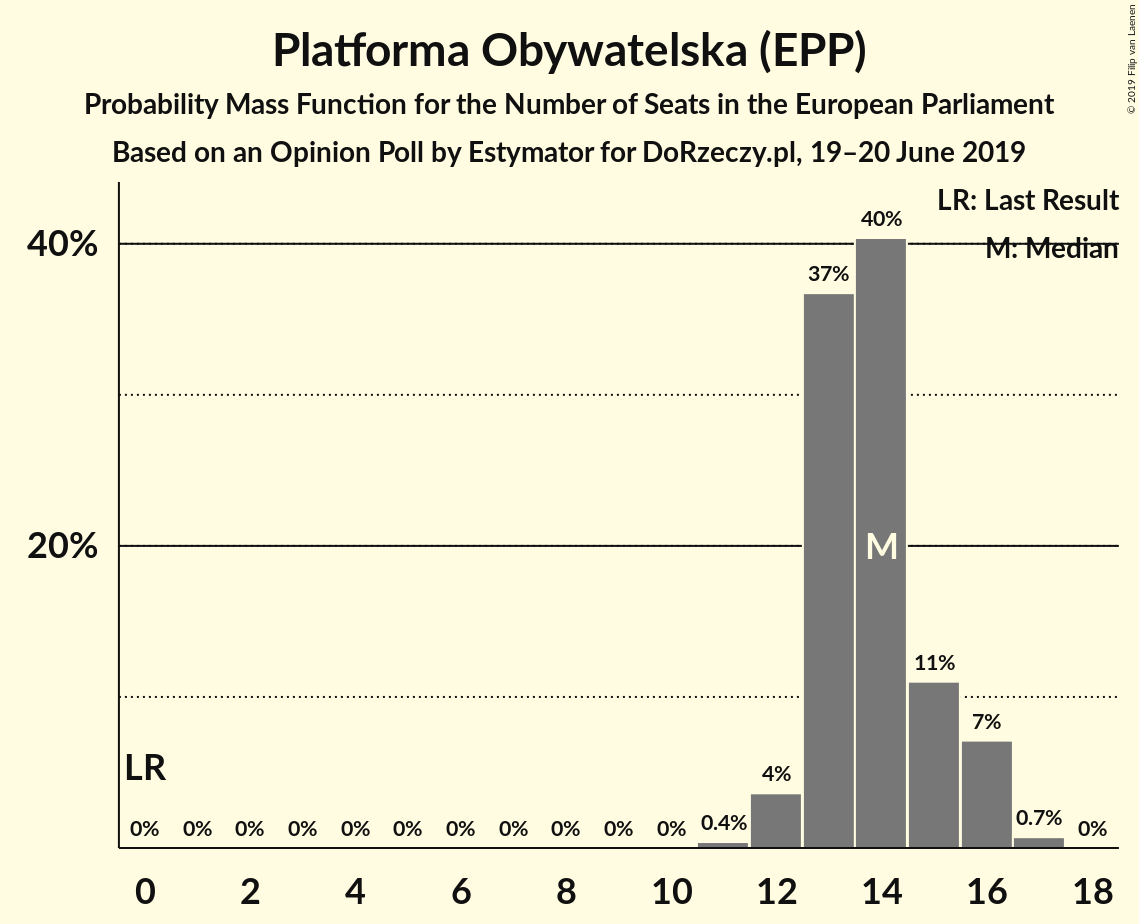 Platforma Obywatelska (EPP)
Probability Mass Function for the Number of Seats in the European Parliament
Based on an Opinion Poll by Estymator for DoRzeczy.pl, 19–20 June 2019
© 2019 Filip van Laenen
LR: Last Result
M: Median
40%
20%
40%
37%
M
11%
7%
LR
4%
0% 0% 0% 0% 0% 0% 0% 0% 0% 0% 0% 0.4% 0.7% 0%
0 2 4 6 8 10 12 14 16 18